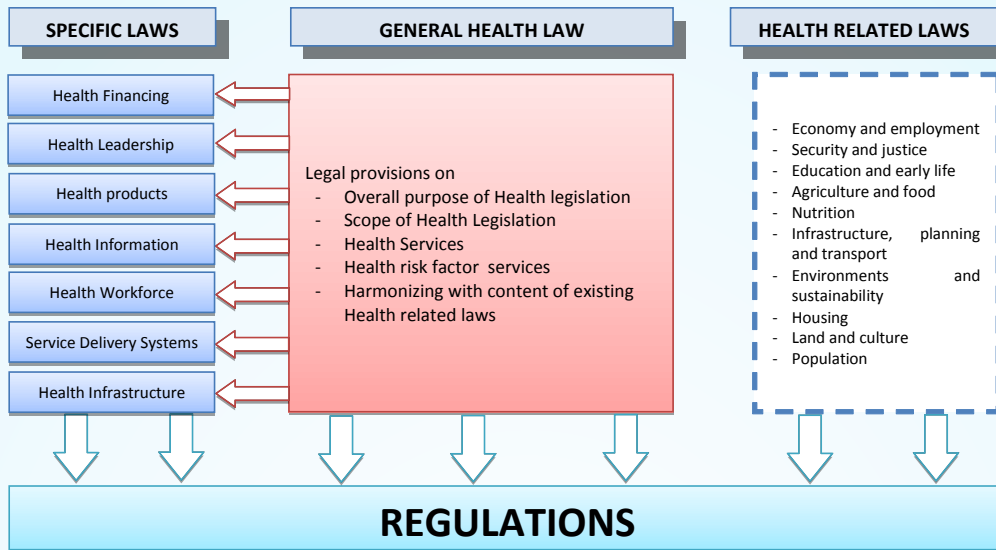 SPECIFIC LAWS
GENERAL HEALTH LAW
HEALTH RELATED LAWS
Health Financing
Health Leadership
Health products
Health Information
Health Workforce
Service Delivery Systems
Health Infrastructure
Legal provisions on
- Overall purpose of Health legislation
- Scope of Health Legislation
- Health Services
- Health risk factor services
- Harmonizing with content of existing
Health related laws
- Economy and employment
- Security and justice
- Education and early life
- Agriculture and food
- Nutrition
- Infrastructure, planning
and transport
- Environments and
sustainability
- Housing
- Land and culture
- Population
REGULATIONS